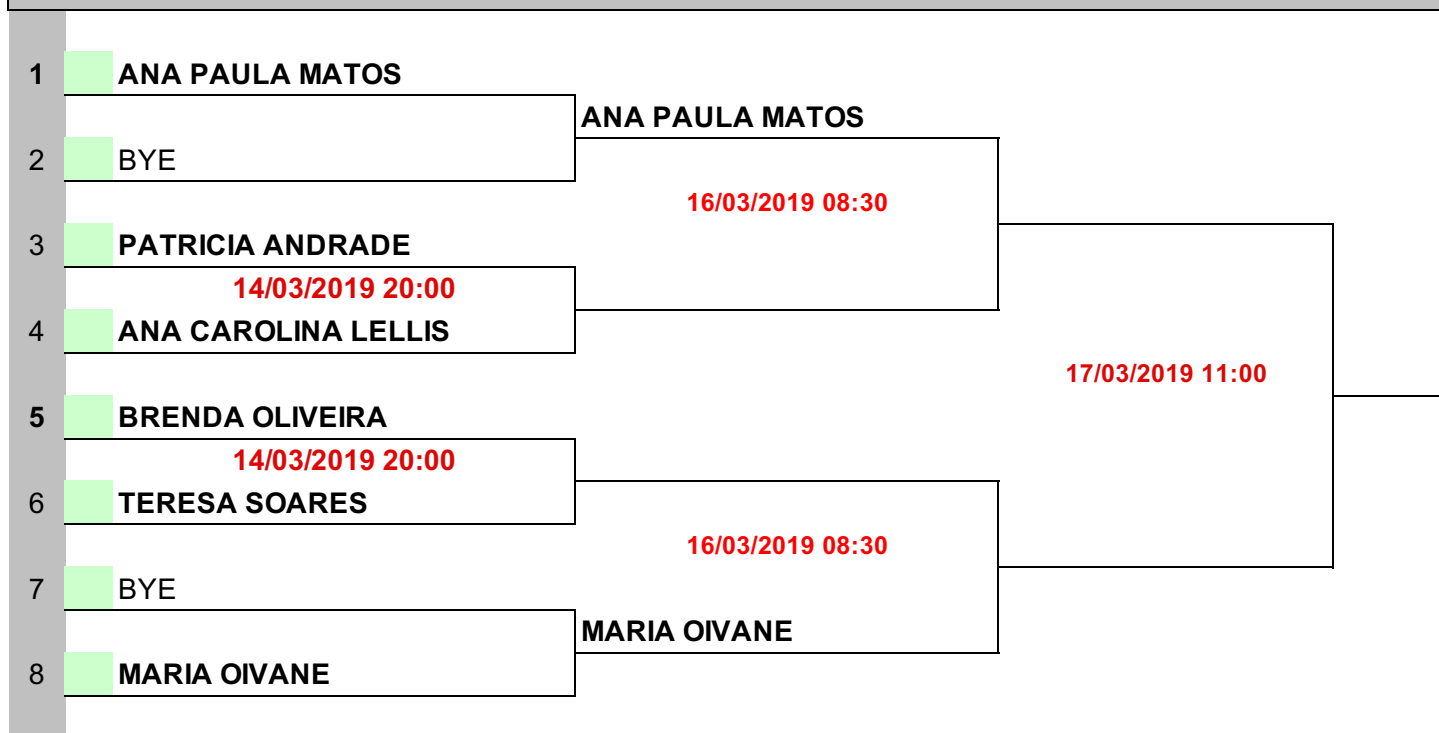 1 ANA PAULA MATOS
ANA PAULA MATOS
2 BYE
16/03/2019 08:30
3 PATRICIA ANDRADE
14/03/2019 20:00
4 ANA CAROLINA LELLIS
17/03/2019 11:00
5 BRENDA OLIVEIRA
14/03/2019 20:00
6 TERESA SOARES
16/03/2019 08:30
7 BYE
MARIA OIVANE
8 MARIA OIVANE